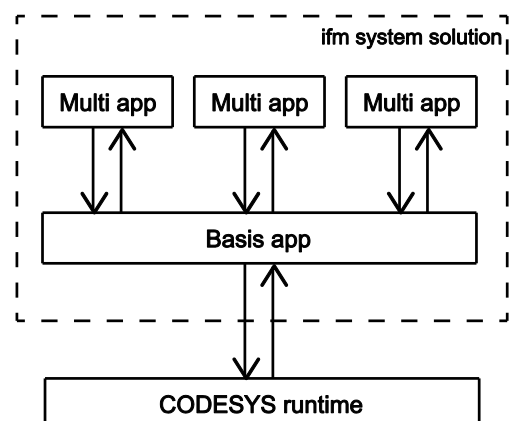 ifm system solution
Multi app
Multi app
Multi app
Basis app
CODESYS runtime